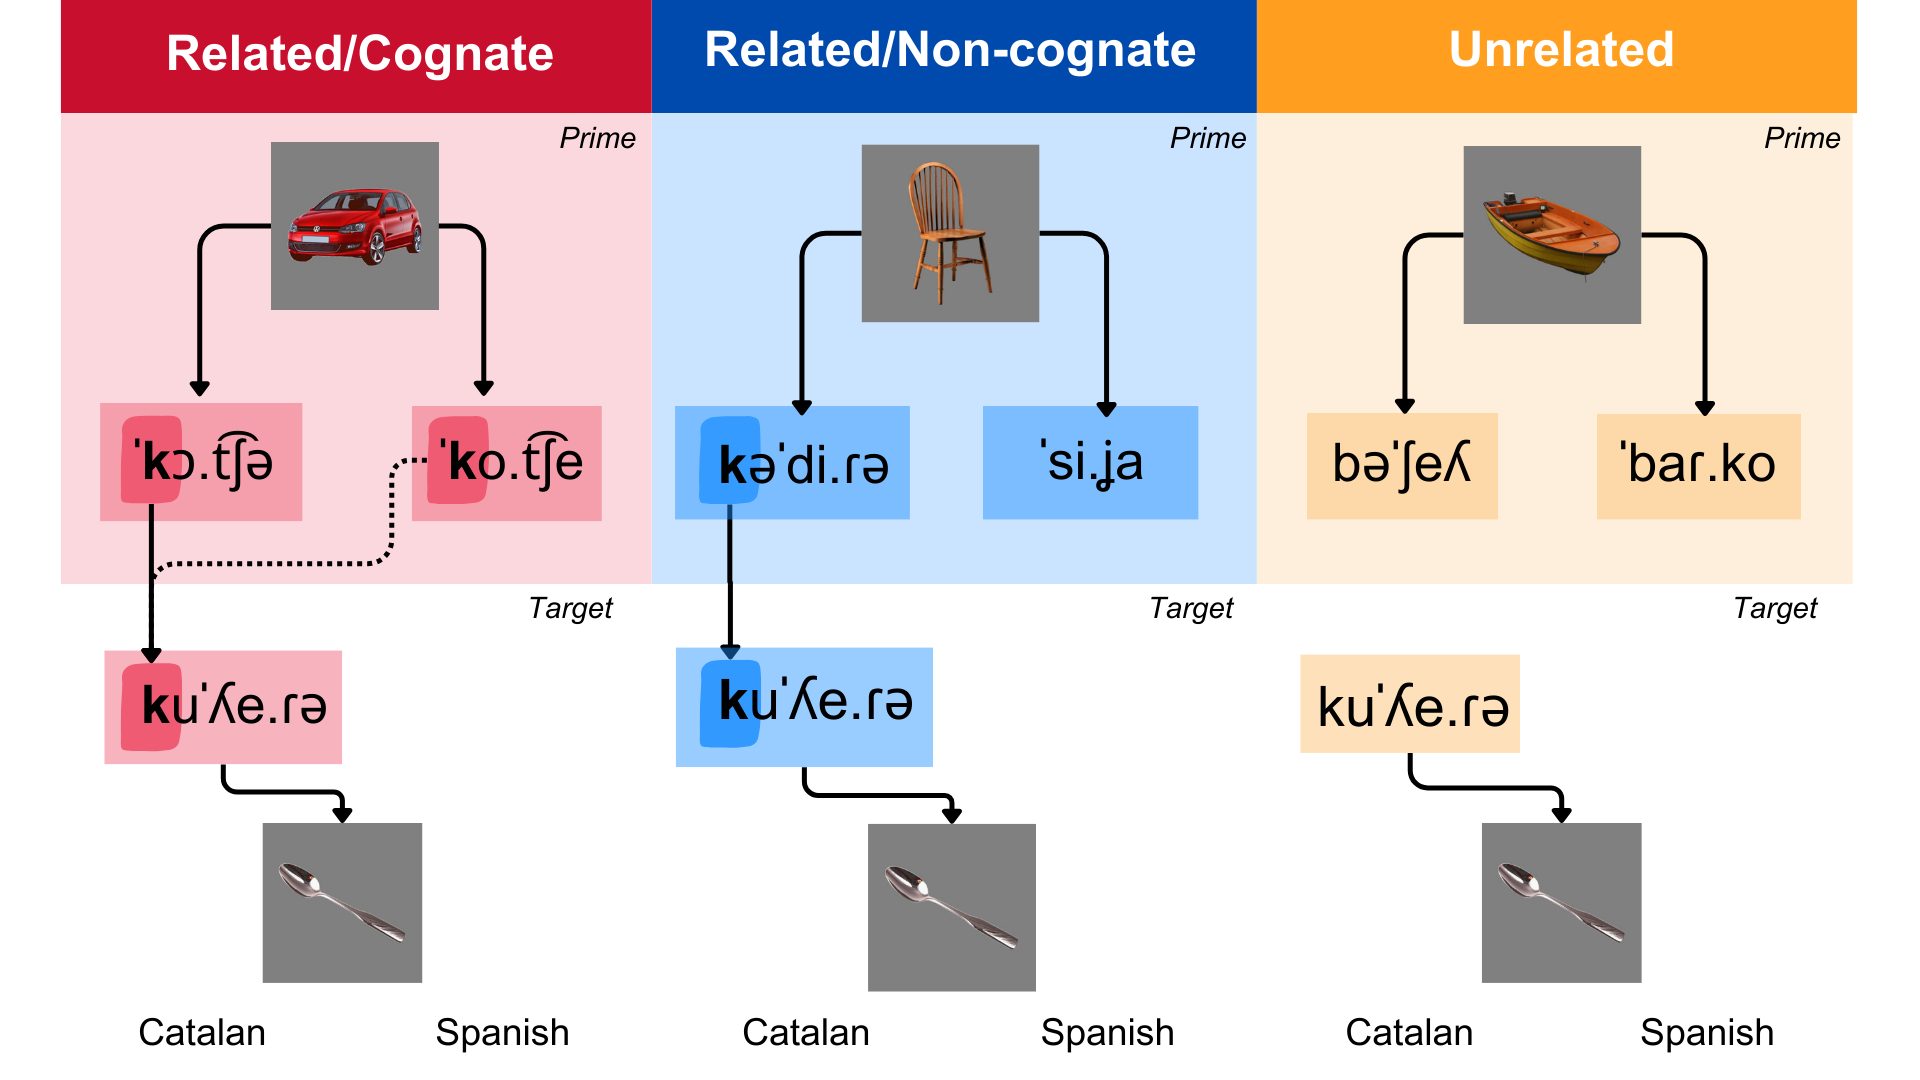 Related/Cognate
Related/Non-cognate
Unrelated
Prime
Prime
Prime
ˈkɔ.t͡ʃə
ˈko.t͡ʃe
kəˈdi.ɾə
ˈsi.ʝa
bəˈʃeʎ
ˈbaɾ.ko
Target
Target
Target
kuˈʎe.ɾə
kuˈʎe.ɾə
kuˈʎe.ɾə
Catalan
Spanish
Catalan
Spanish
Catalan
Spanish